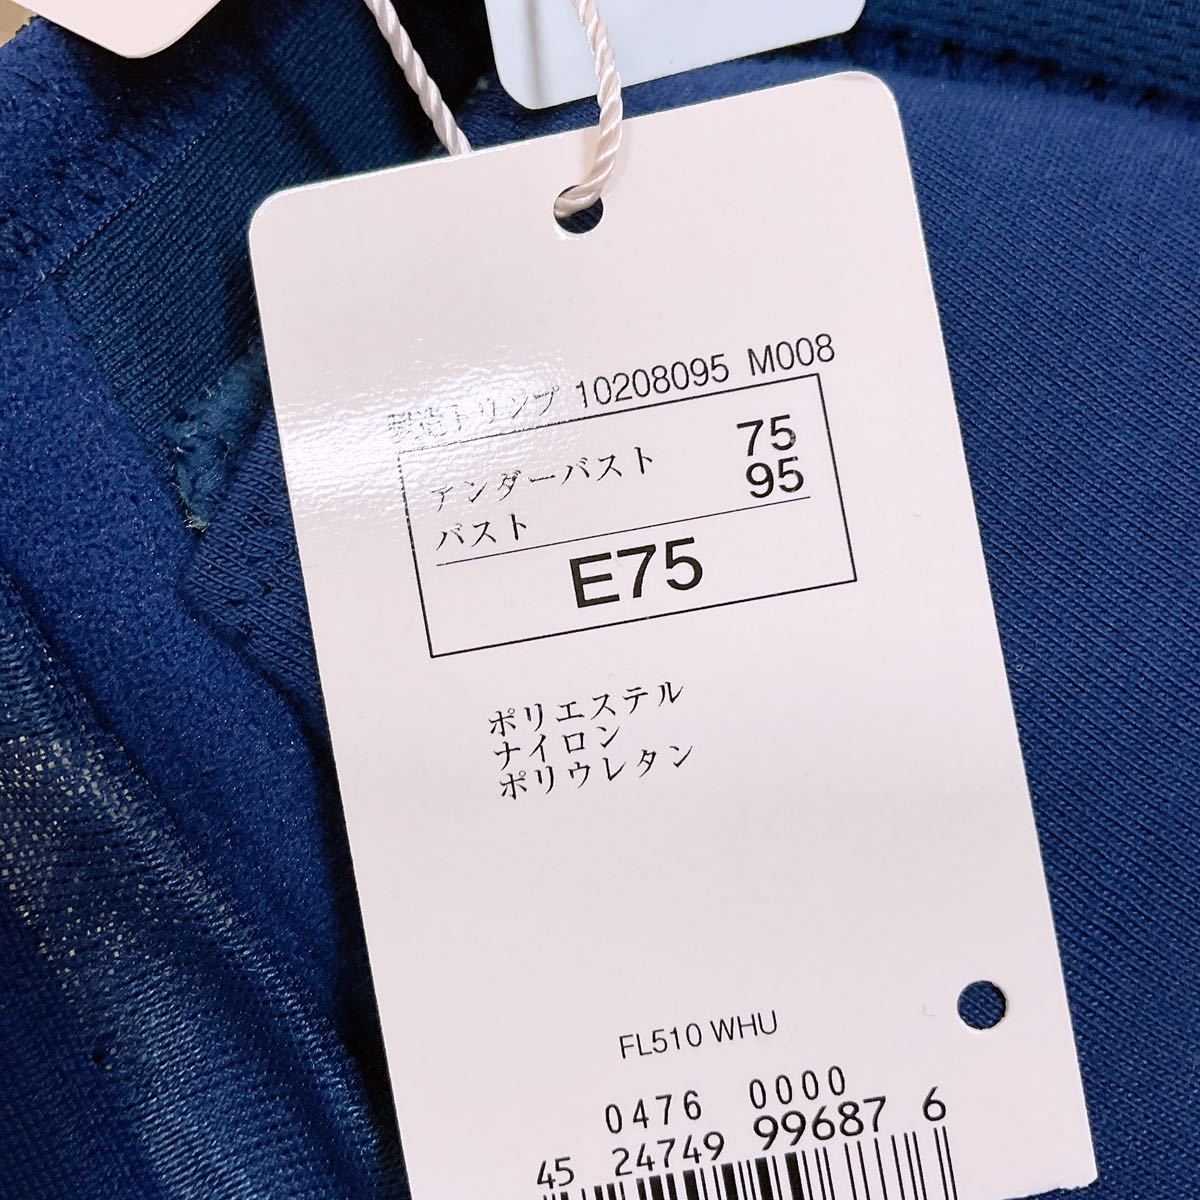 製造トリンプ 10208095 M008
アンダーバスト 75
バスト 95
E75
ポリエステル
ナイロン
ポリウレタン
FL510 WHU
0476 0000
45 24749 99687 6